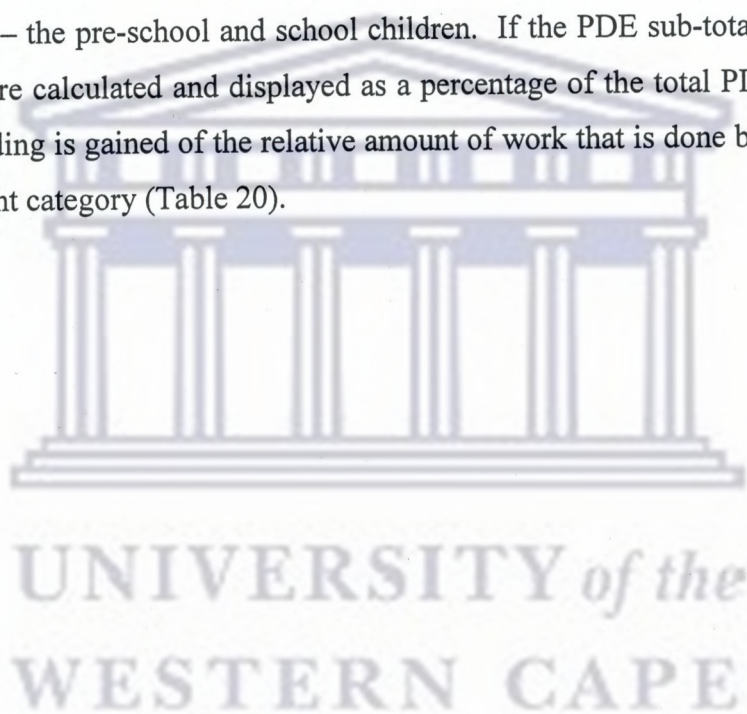 – the pre-school and school children. If the PDE sub-tota
re calculated and displayed as a percentage of the total PI
ling is gained of the relative amount of work that is done b
nt category (Table 20).
UNIVERSITY of the
WESTERN CAPE